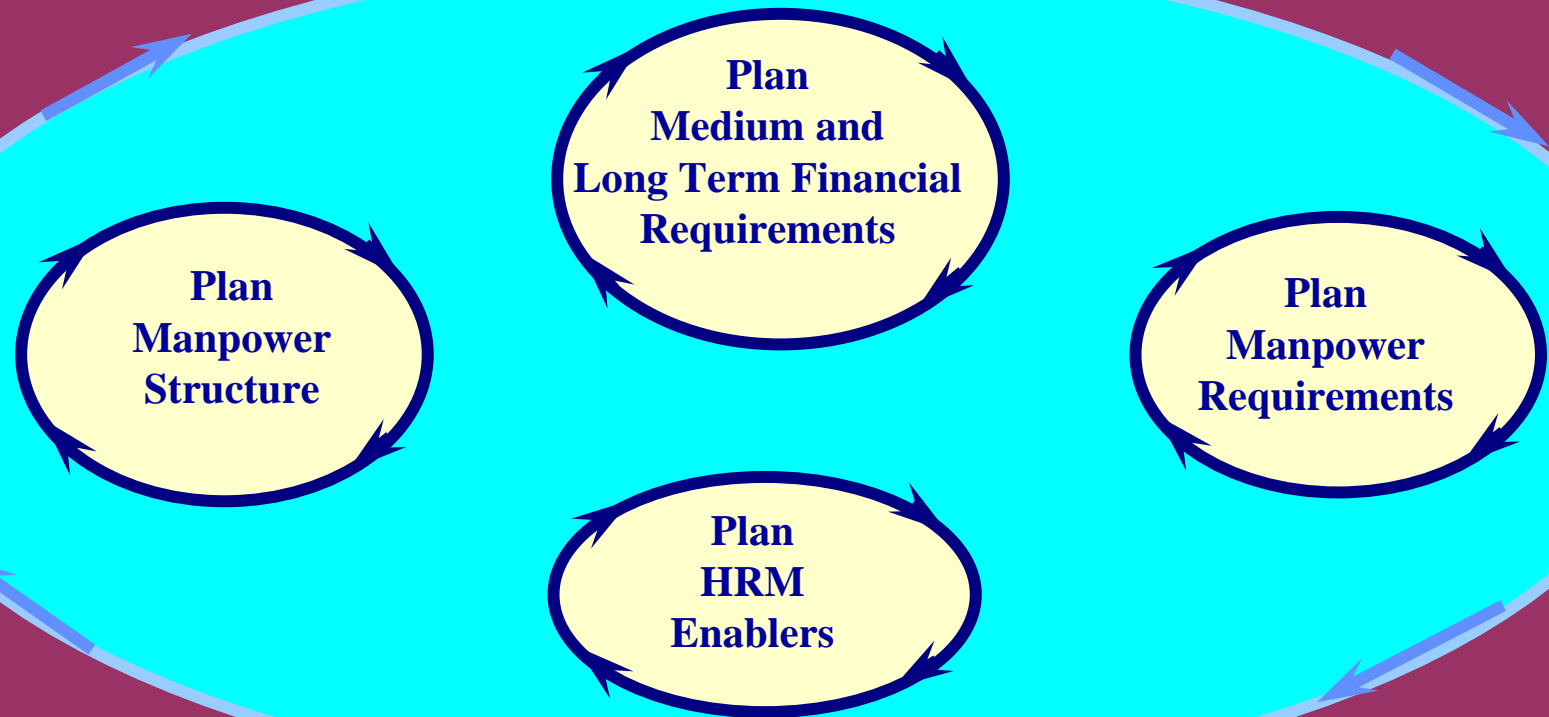 Plan
Medium and
Long Term Financial
Requirements
Plan
Manpower
Structure
Plan
Manpower
Requirements
Plan
HRM
Enablers